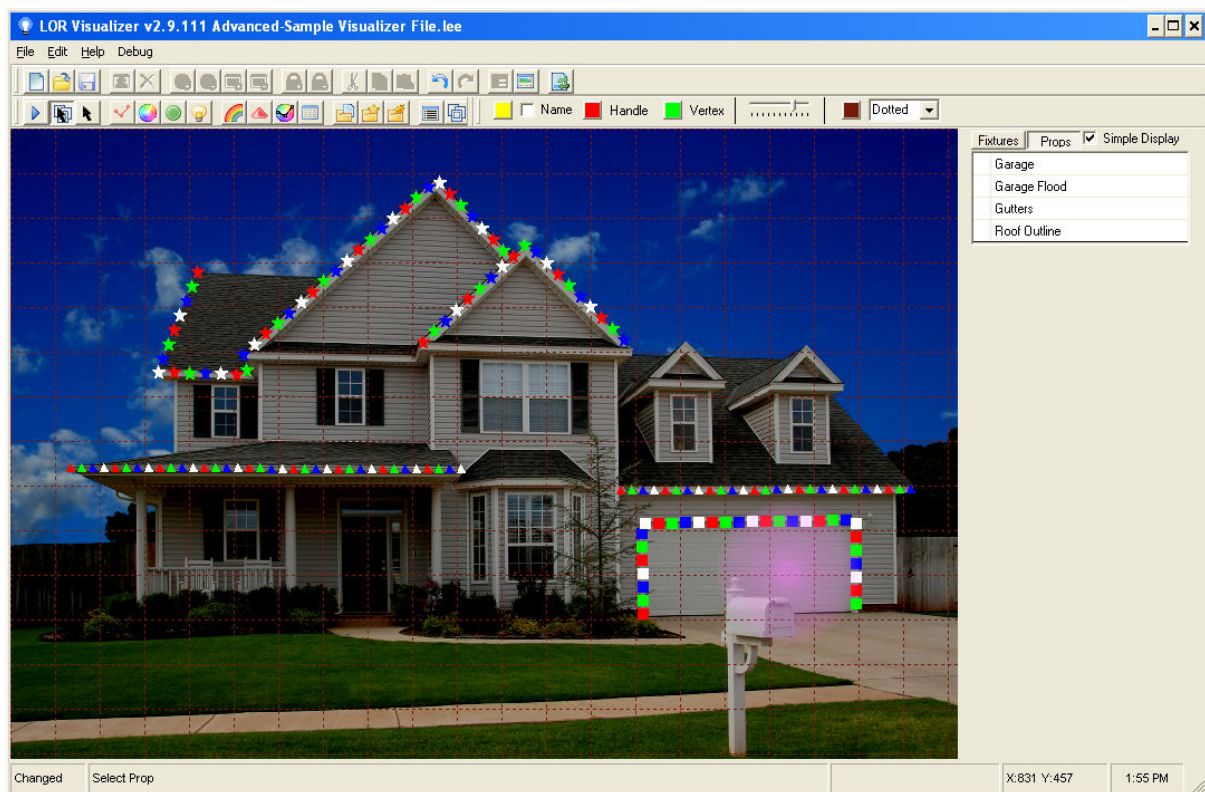 LOR Visualizer v2.9.111 Advanced-Sample Visualizer File.lee
File Edit Help Debug
Name Handle Vertex Dotted
Fixtures Props Simple Display
Garage
Garage Flood
Gutters
Roof Outline
Changed Select Prop X:831 Y:457 1:55 PM